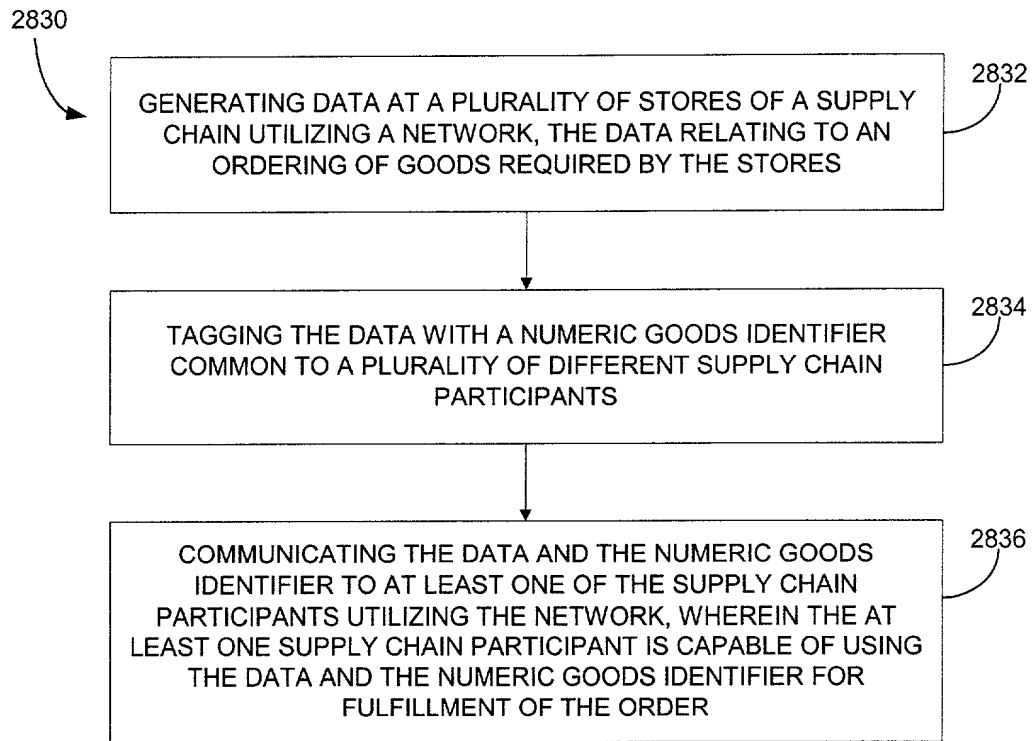 2830
GENERATING DATA AT A PLURALITY OF STORES OF A SUPPLY
CHAIN UTILIZING A NETWORK, THE DATA RELATING TO AN
ORDERING OF GOODS REQUIRED BY THE STORES
2832
TAGGING THE DATA WITH A NUMERIC GOODS IDENTIFIER
COMMON TO A PLURALITY OF DIFFERENT SUPPLY CHAIN
PARTICIPANTS
2834
COMMUNICATING THE DATA AND THE NUMERIC GOODS
IDENTIFIER TO AT LEAST ONE OF THE SUPPLY CHAIN
PARTICIPANTS UTILIZING THE NETWORK, WHEREIN THE AT
LEAST ONE SUPPLY CHAIN PARTICIPANT IS CAPABLE OF USING
THE DATA AND THE NUMERIC GOODS IDENTIFIER FOR
FULFILLMENT OF THE ORDER
2836